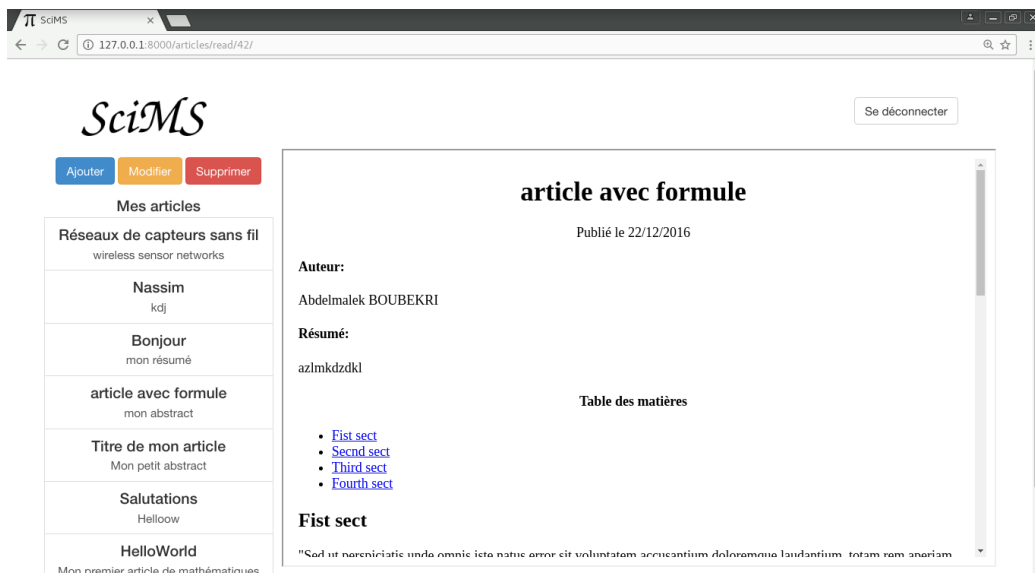 π SciMS ×
127.0.0.1:8000/articles/read/42/
SciMS
Se déconnecter
Ajouter Modifier Supprimer
Mes articles
Réseaux de capteurs sans fil
wireless sensor networks
Nassim
kdj
Bonjour
mon résumé
article avec formule
mon abstract
Titre de mon article
Mon petit abstract
Salutations
Helloow
HelloWorld
Mon premier article de mathématiques
article avec formule
Publié le 22/12/2016
Auteur:
Abdelmalek BOUBEKRI
Résumé:
azlmkdzdkl
Table des matières
• Fist sect
• Secnd sect
• Third sect
• Fourth sect
Fist sect
"Sed ut perspiciatis unde omnis iste natus error sit voluptatem accusantium doloremque laudantium, totam rem aperiam